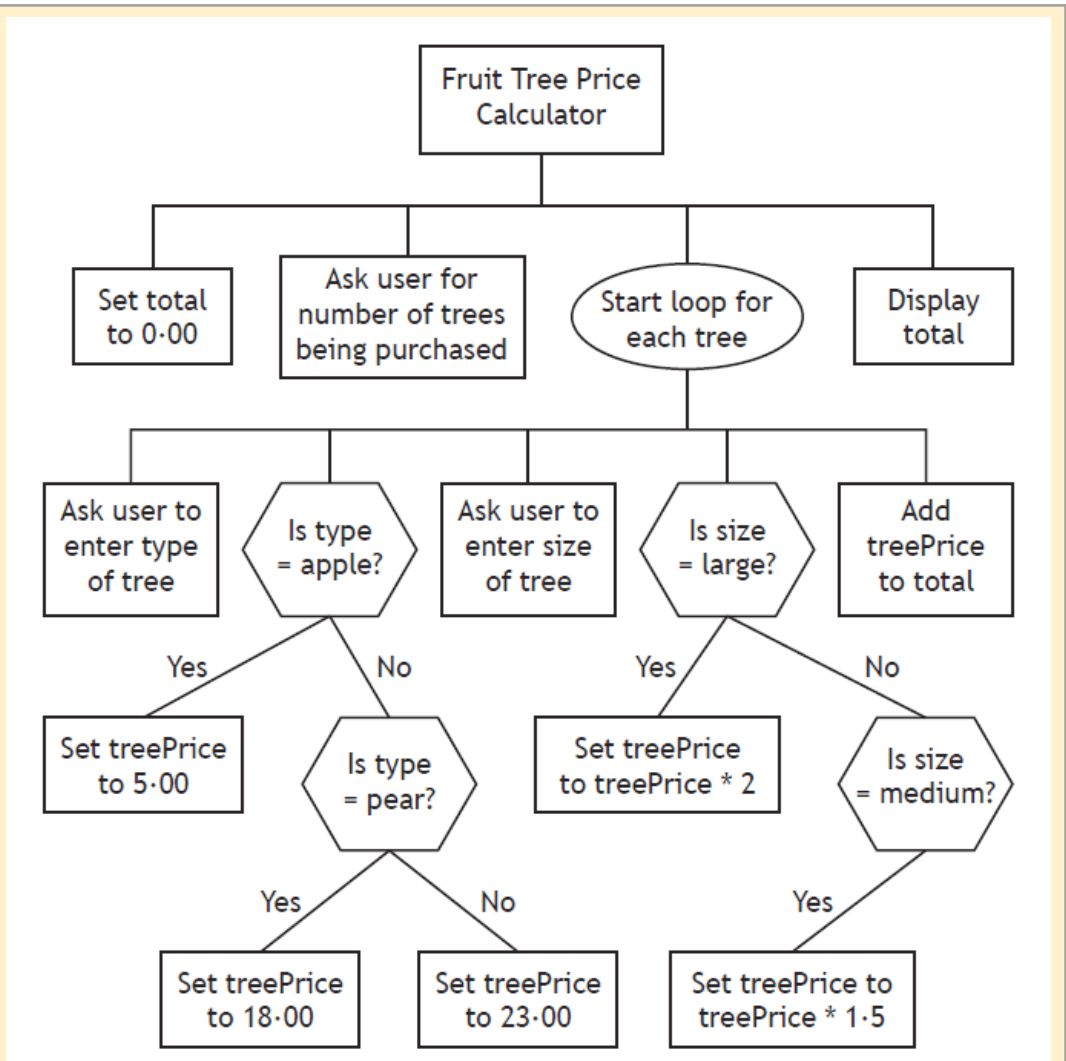 Fruit Tree Price
Calculator
Set total
to 0·00
Ask user for
number of trees
being purchased
Start loop for
each tree
Display
total
Ask user to
enter type
of tree
Is type
= apple?
Ask user to
enter size
of tree
Is size
= large?
Add
treePrice
to total
Yes
No
Yes
No
Set treePrice
to 5·00
Is type
= pear?
Set treePrice
to treePrice * 2
Is size
= medium?
Yes
No
Yes
Set treePrice
to 18·00
Set treePrice
to 23·00
Set treePrice to
treePrice * 1·5